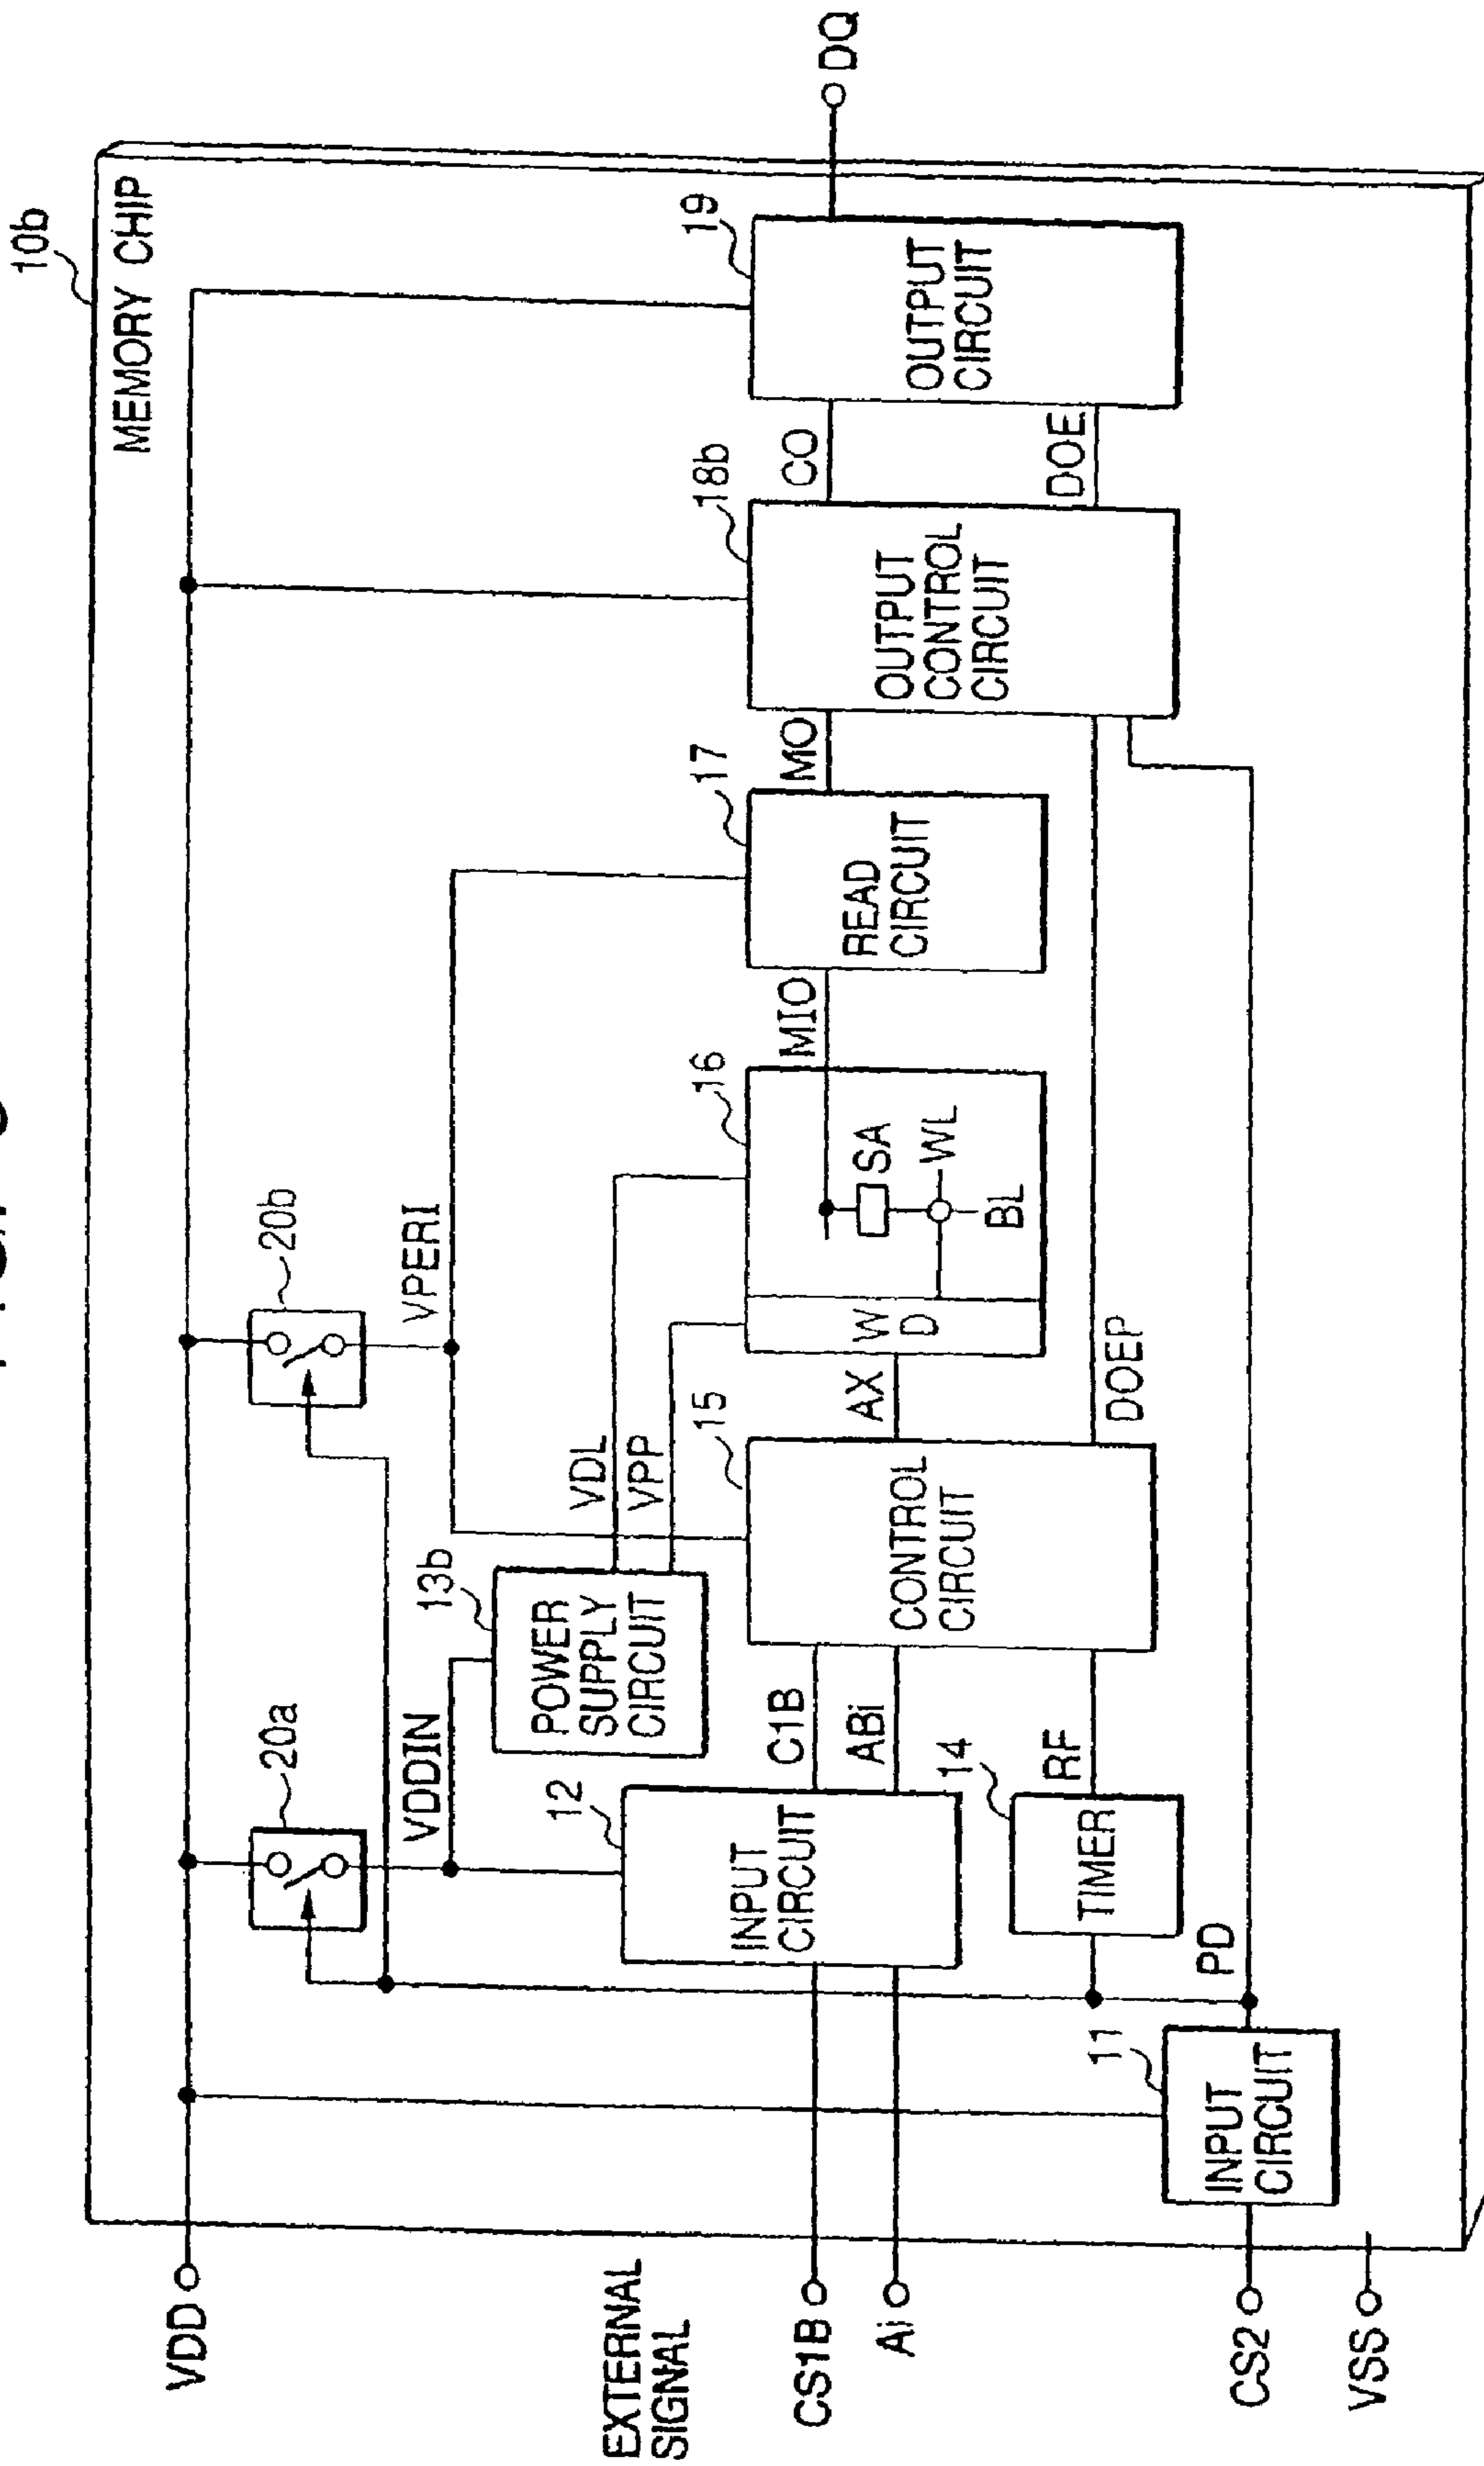 10b
MEMORY CHIP
VDD
20a
20b
VDDIN
VPERI
13b
POWER
SUPPLY
CIRCUIT
VDL
VPP
EXTERNAL
SIGNAL
CS1B
Ai
12
INPUT
CIRCUIT
C1B
ABi
15
CONTROL
CIRCUIT
AX
16
W
D
SA
WL
BL
MIO
17
READ
CIRCUIT
MO
18b
OUTPUT
CONTROL
CIRCUIT
CO
DOE
19
OUTPUT
CIRCUIT
DQ
14
TIMER
RF
DOEP
11
INPUT
CIRCUIT
PD
CS2
VSS